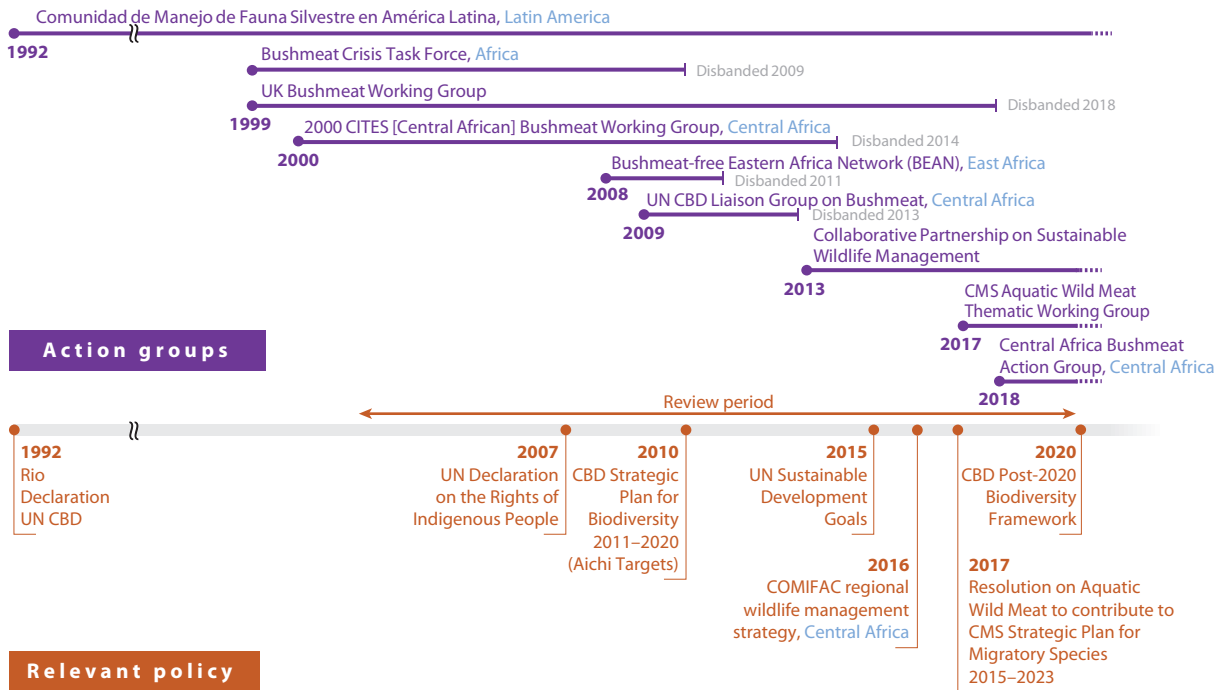 Comunidad de Manejo de Fauna Silvestre en América Latina, Latin America
1992
Bushmeat Crisis Task Force, Africa
Disbanded 2009
UK Bushmeat Working Group
Disbanded 2018
1999
2000 CITES [Central African] Bushmeat Working Group, Central Africa
Disbanded 2014
2000
Bushmeat-free Eastern Africa Network (BEAN), East Africa
Disbanded 2011
2008
UN CBD Liaison Group on Bushmeat, Central Africa
Disbanded 2013
2009
Collaborative Partnership on Sustainable
Wildlife Management
2013
CMS Aquatic Wild Meat
Thematic Working Group
2017
Central Africa Bushmeat
Action Group, Central Africa
2018
Action groups
Review period
1992
Rio
Declaration
UN CBD
2007
UN Declaration
on the Rights of
Indigenous People
2010
CBD Strategic
Plan for
Biodiversity
2011–2020
(Aichi Targets)
2015
UN Sustainable
Development
Goals
2016
COMIFAC regional
wildlife management
strategy, Central Africa
2017
Resolution on Aquatic
Wild Meat to contribute to
CMS Strategic Plan for
Migratory Species
2015–2023
2020
CBD Post-2020
Biodiversity
Framework
Relevant policy